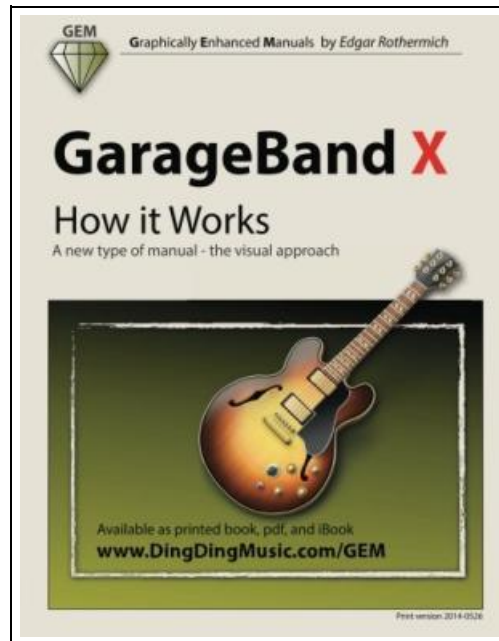 GEM
Graphically Enhanced Manuals by Edgar Rothermich
GarageBand X
How it Works
A new type of manual - the visual approach
Available as printed book, pdf, and iBook
www.DingDingMusic.com/GEM
Print version 2014-0526